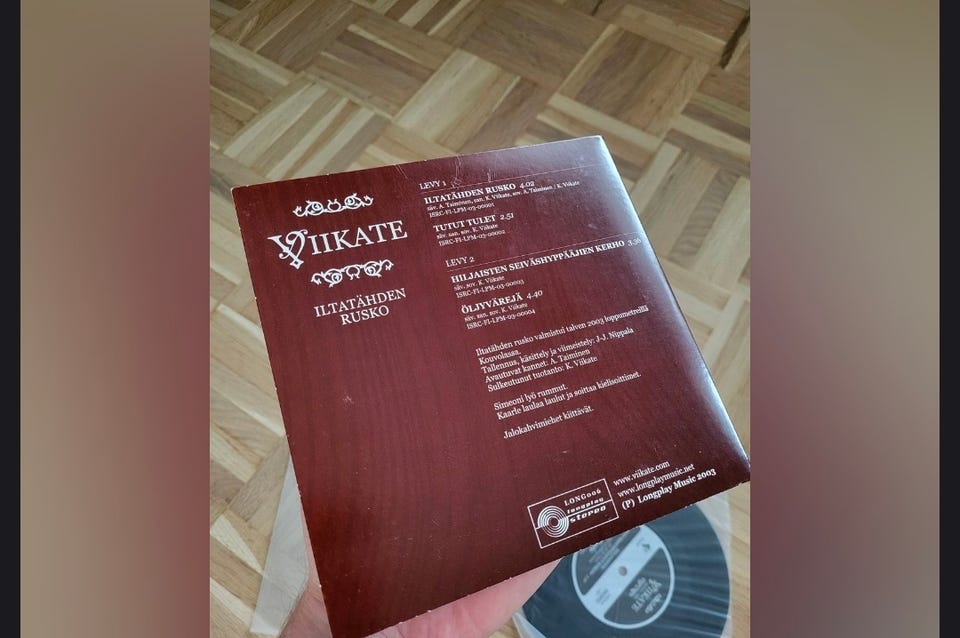 VIIKATE
ILTATÄHDEN
RUSKO
LEVY 1
ILTATÄHDEN RUSKO 4.02
säv. A. Taiminen, san. K. Viikate, sov. A. Taiminen / K. Viikate
ISRC-FI-LPM-03-00001
TUTUT TULET 2.51
säv. san. sov. K. Viikate
ISRC-FI-LPM-03-00002
LEVY 2
HILJAISTEN SEIVÄSHYPPÄÄJIEN KERHO 3.36
säv. sov. K. Viikate
ISRC-FI-LPM-03-00003
ÖLJYVÄREJÄ 4.40
säv. san. sov. K. Viikate
ISRC-FI-LPM-03-00004
Iltatähden rusko valmistui talven 2003 loppumetreillä
Kouvolassa.
Tallennus, käsittely ja viimeistely: J-J. Nippala
Avautuvat kannet: A. Taiminen
Sulkeutunut tuotanto: K. Viikate
Simeoni lyö rummut.
Kaarle laulaa laulut ja soittaa kielisoittimet.
Jalokahvimiehet kiittävät.
LONG006
longplay
stereo
www.viikate.com
www.longplaymusic.net
(P) Longplay Music 2003
VIIKATE